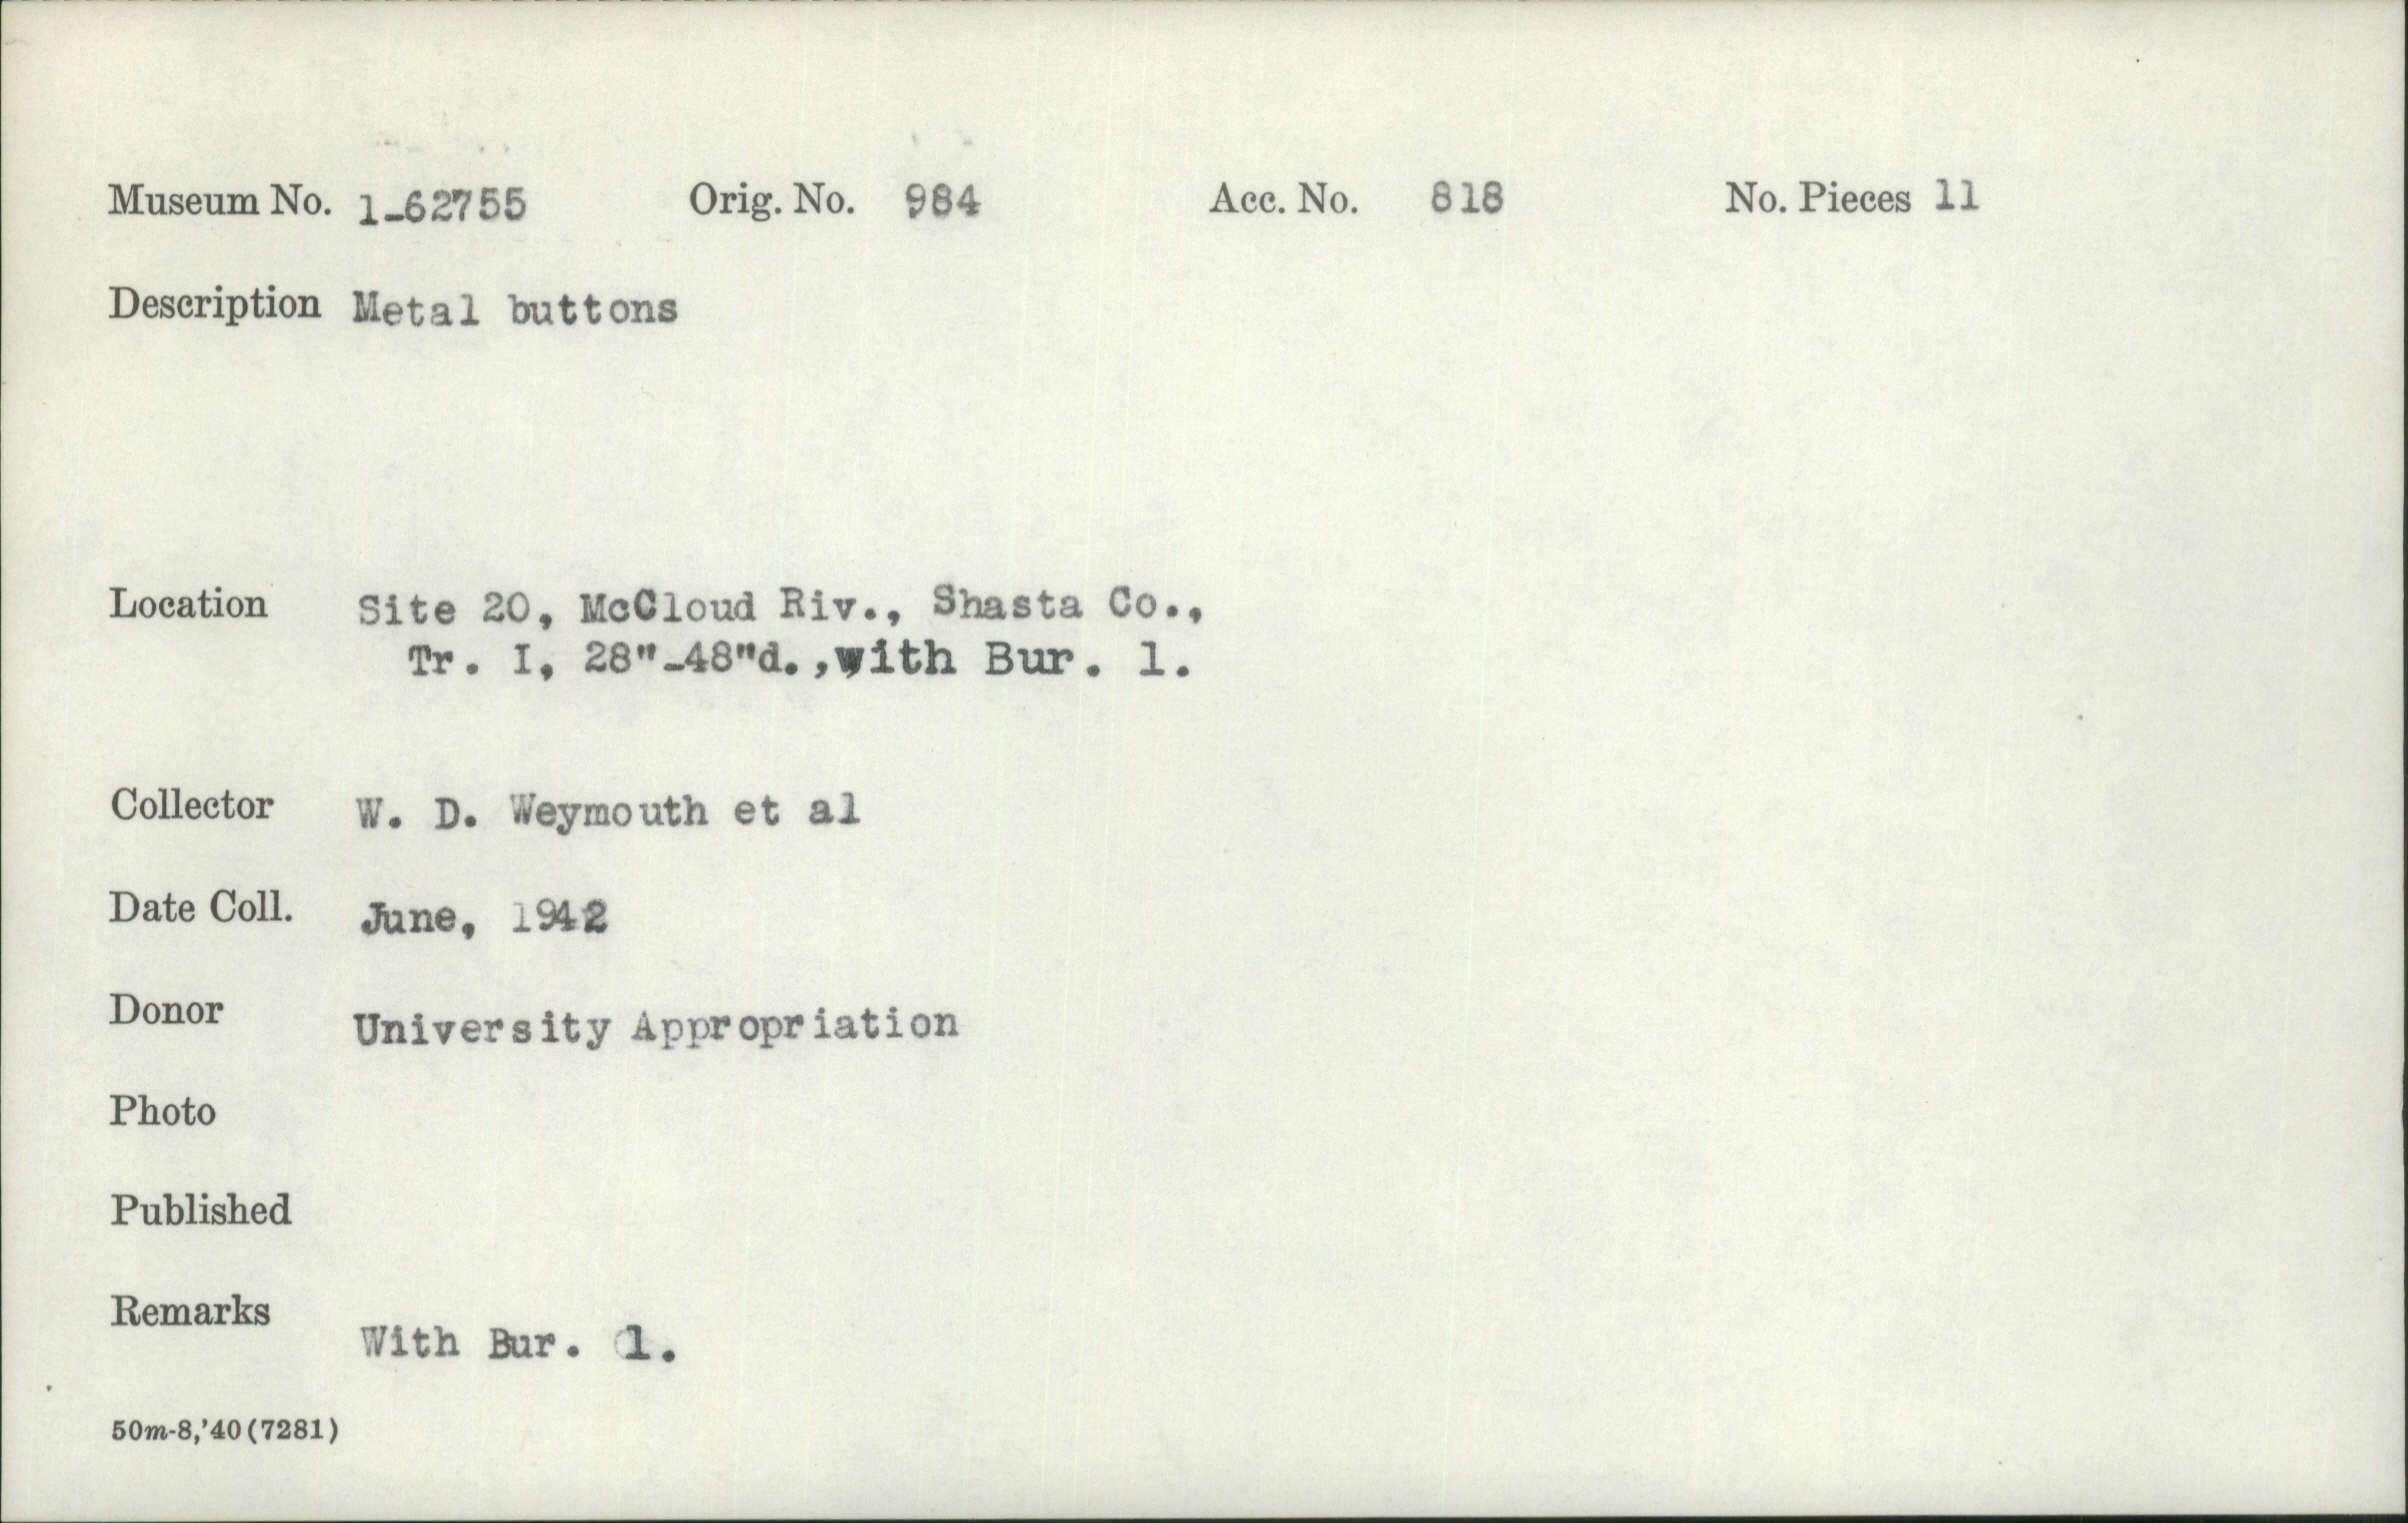 Museum No. 1-62755 Orig. No. 984 Acc. No. 818 No. Pieces 11
Description Metal buttons
Location Site 20, McCloud Riv., Shasta Co.,
Tr. I, 28"-48"d.,with Bur. 1.
Collector W. D. Weymouth et al
Date Coll. June, 1942
Donor University Appropriation
Photo
Published
Remarks With Bur. 1.
50m-8,'40(7281)